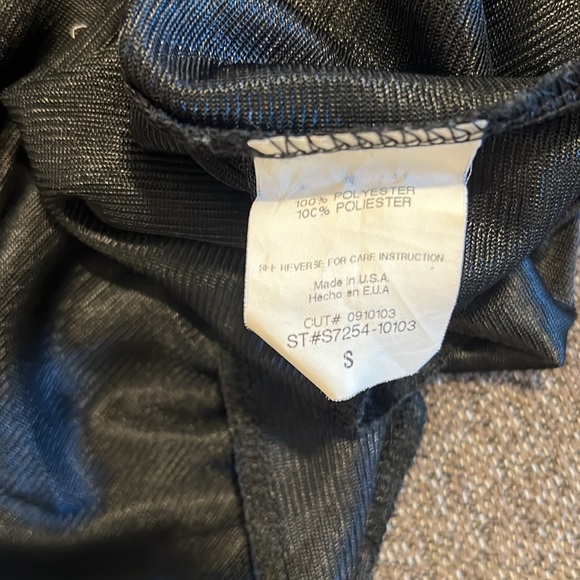 100% POLYESTER
100% POLIESTER
SEE REVERSE FOR CARE INSTRUCTION
Made in U.S.A.
Hecho en E.U.A
CUT# 0910103
ST.#S7254-10103
S